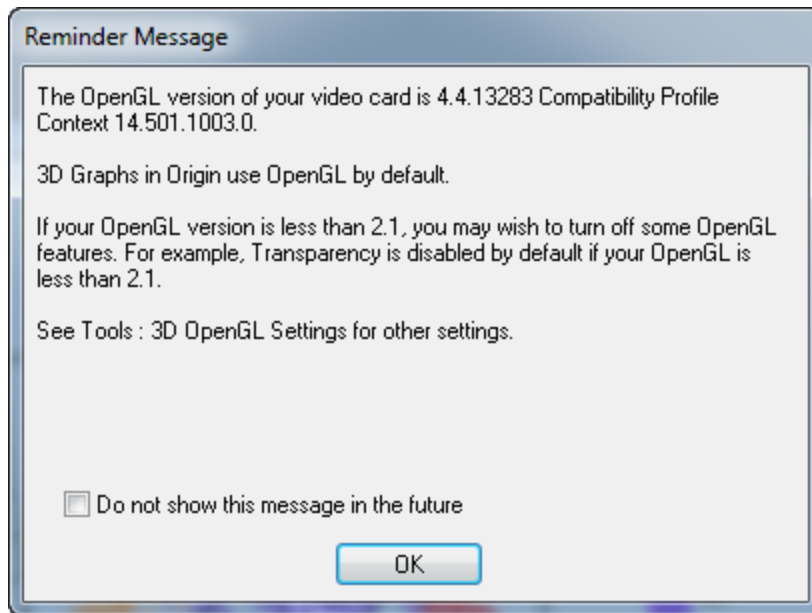 Reminder Message
The OpenGL version of your video card is 4.4.13283 Compatibility Profile
Context 14.501.1003.0.
3D Graphs in Origin use OpenGL by default.
If your OpenGL version is less than 2.1, you may wish to turn off some OpenGL
features. For example, Transparency is disabled by default if your OpenGL is
less than 2.1.
See Tools : 3D OpenGL Settings for other settings.
Do not show this message in the future
OK